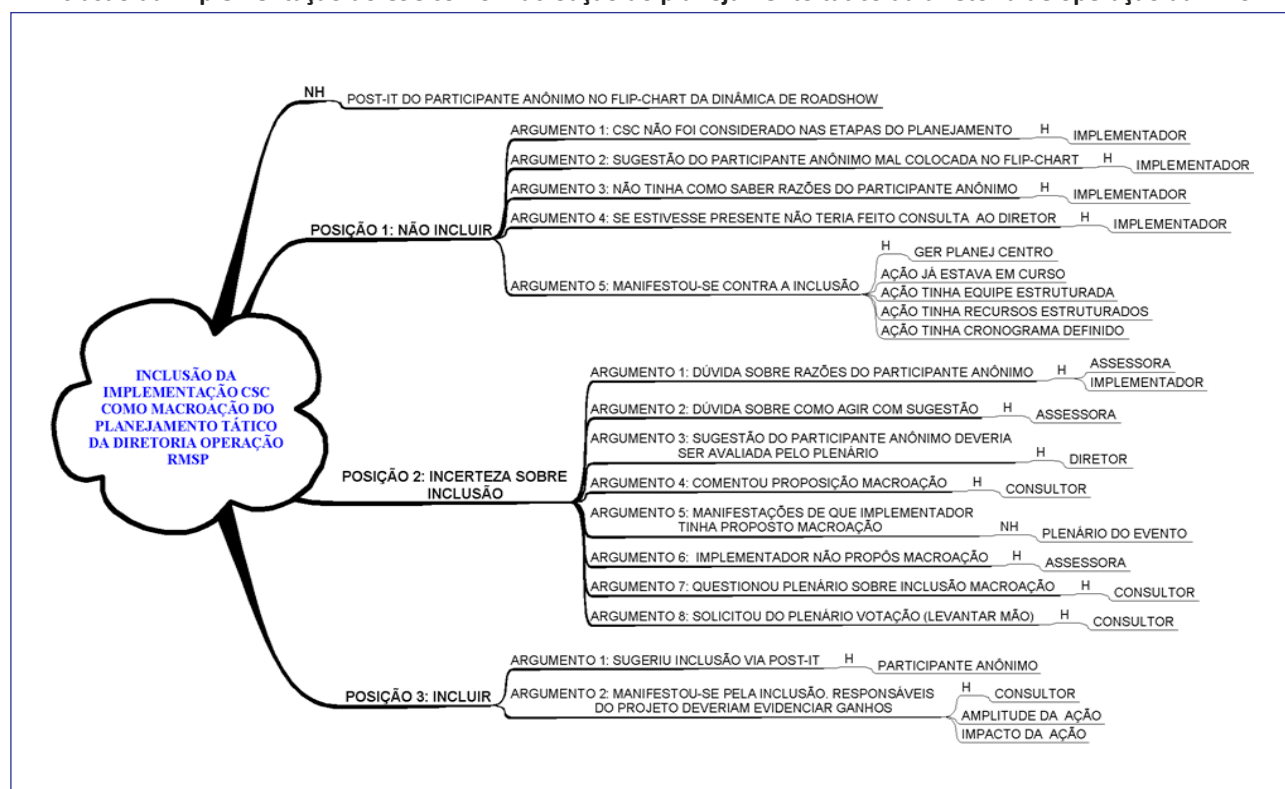 NH
POST-IT DO PARTICIPANTE ANÔNIMO NO FLIP-CHART DA DINÂMICA DE ROADSHOW
POSIÇÃO 1: NÃO INCLUIR
ARGUMENTO 1: CSC NÃO FOI CONSIDERADO NAS ETAPAS DO PLANEJAMENTO
H
IMPLEMENTADOR
ARGUMENTO 2: SUGESTÃO DO PARTICIPANTE ANÔNIMO MAL COLOCADA NO FLIP-CHART
H
IMPLEMENTADOR
ARGUMENTO 3: NÃO TINHA COMO SABER RAZÕES DO PARTICIPANTE ANÔNIMO
H
IMPLEMENTADOR
ARGUMENTO 4: SE ESTIVESSE PRESENTE NÃO TERIA FEITO CONSULTA AO DIRETOR
H
IMPLEMENTADOR
ARGUMENTO 5: MANIFESTOU-SE CONTRA A INCLUSÃO
H
GER PLANEJ CENTRO
AÇÃO JÁ ESTAVA EM CURSO
AÇÃO TINHA EQUIPE ESTRUTURADA
AÇÃO TINHA RECURSOS ESTRUTURADOS
AÇÃO TINHA CRONOGRAMA DEFINIDO
INCLUSÃO DA
IMPLEMENTAÇÃO CSC
COMO MACROAÇÃO DO
PLANEJAMENTO TÁTICO
DA DIRETORIA OPERAÇÃO
RMSP
POSIÇÃO 2: INCERTEZA SOBRE
INCLUSÃO
ARGUMENTO 1: DÚVIDA SOBRE RAZÕES DO PARTICIPANTE ANÔNIMO
H
ASSESSORA
IMPLEMENTADOR
ARGUMENTO 2: DÚVIDA SOBRE COMO AGIR COM SUGESTÃO
H
ASSESSORA
ARGUMENTO 3: SUGESTÃO DO PARTICIPANTE ANÔNIMO DEVERIA
SER AVALIADA PELO PLENÁRIO
H
DIRETOR
ARGUMENTO 4: COMENTOU PROPOSIÇÃO MACROAÇÃO
H
CONSULTOR
ARGUMENTO 5: MANIFESTAÇÕES DE QUE IMPLEMENTADOR
TINHA PROPOSTO MACROAÇÃO
NH
PLENÁRIO DO EVENTO
ARGUMENTO 6: IMPLEMENTADOR NÃO PROPÔS MACROAÇÃO
H
ASSESSORA
ARGUMENTO 7: QUESTIONOU PLENÁRIO SOBRE INCLUSÃO MACROAÇÃO
H
CONSULTOR
ARGUMENTO 8: SOLICITOU DO PLENÁRIO VOTAÇÃO (LEVANTAR MÃO)
H
CONSULTOR
POSIÇÃO 3: INCLUIR
ARGUMENTO 1: SUGERIU INCLUSÃO VIA POST-IT
H
PARTICIPANTE ANÔNIMO
ARGUMENTO 2: MANIFESTOU-SE PELA INCLUSÃO. RESPONSÁVEIS
DO PROJETO DEVERIAM EVIDENCIAR GANHOS
H
CONSULTOR
AMPLITUDE DA AÇÃO
IMPACTO DA AÇÃO